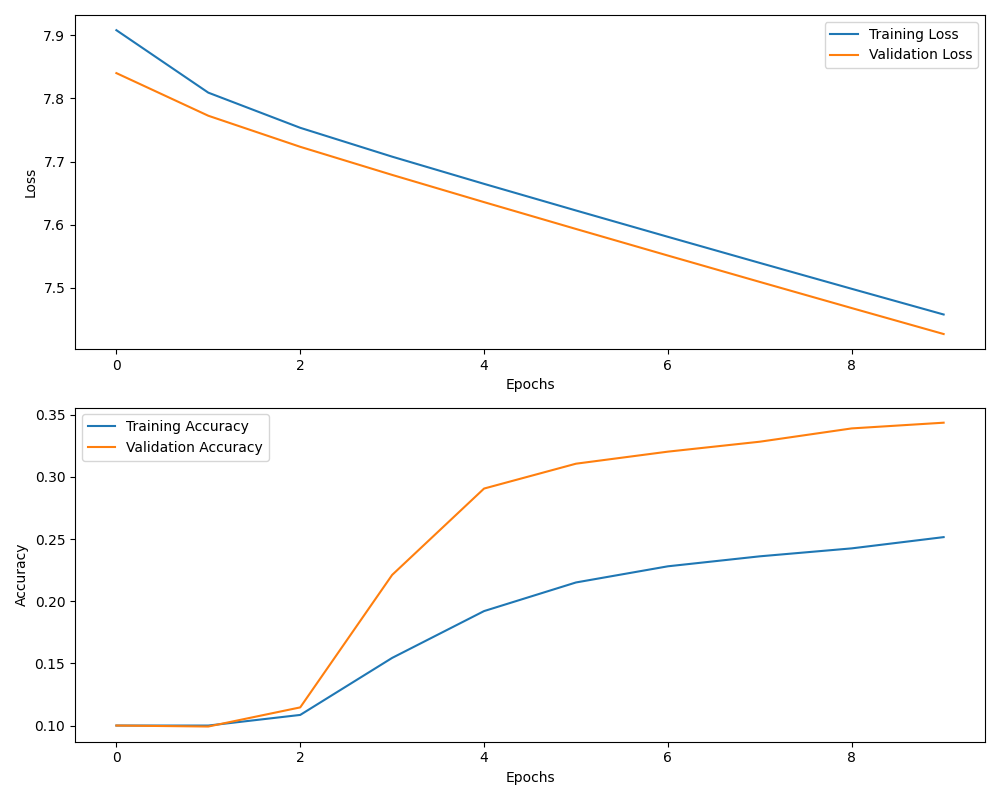 7.9
7.8
7.7
7.6
7.5
Loss
Training Loss
Validation Loss
0 2 4 6 8
Epochs
0.35
0.30
0.25
0.20
0.15
0.10
Accuracy
Training Accuracy
Validation Accuracy
0 2 4 6 8
Epochs